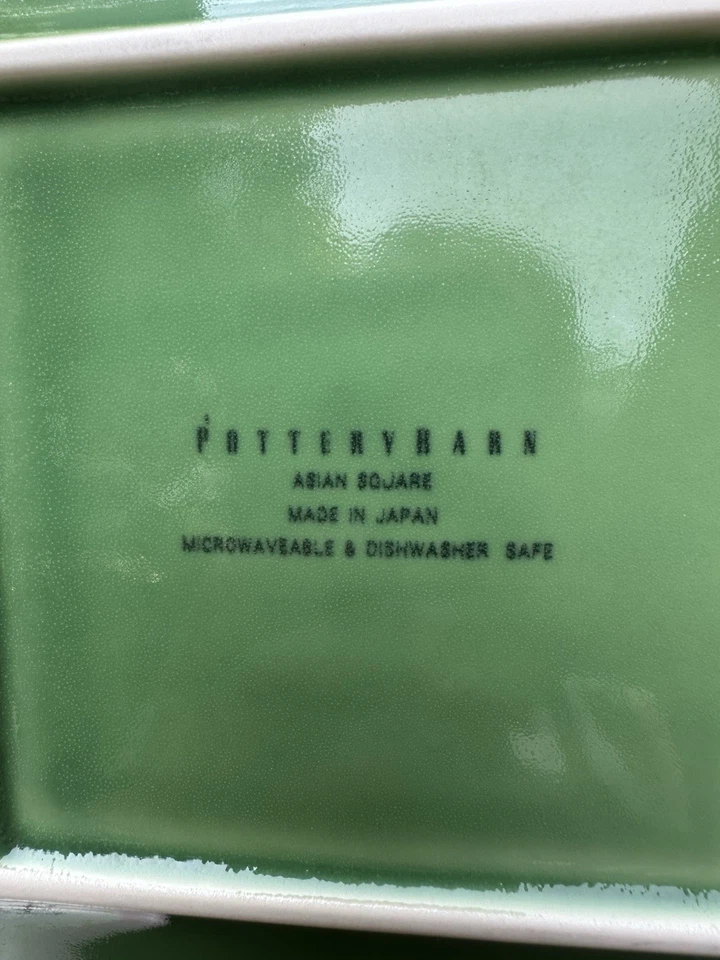 POTTERYBARN
ASIAN SQUARE
MADE IN JAPAN
MICROWAVEABLE & DISHWASHER SAFE